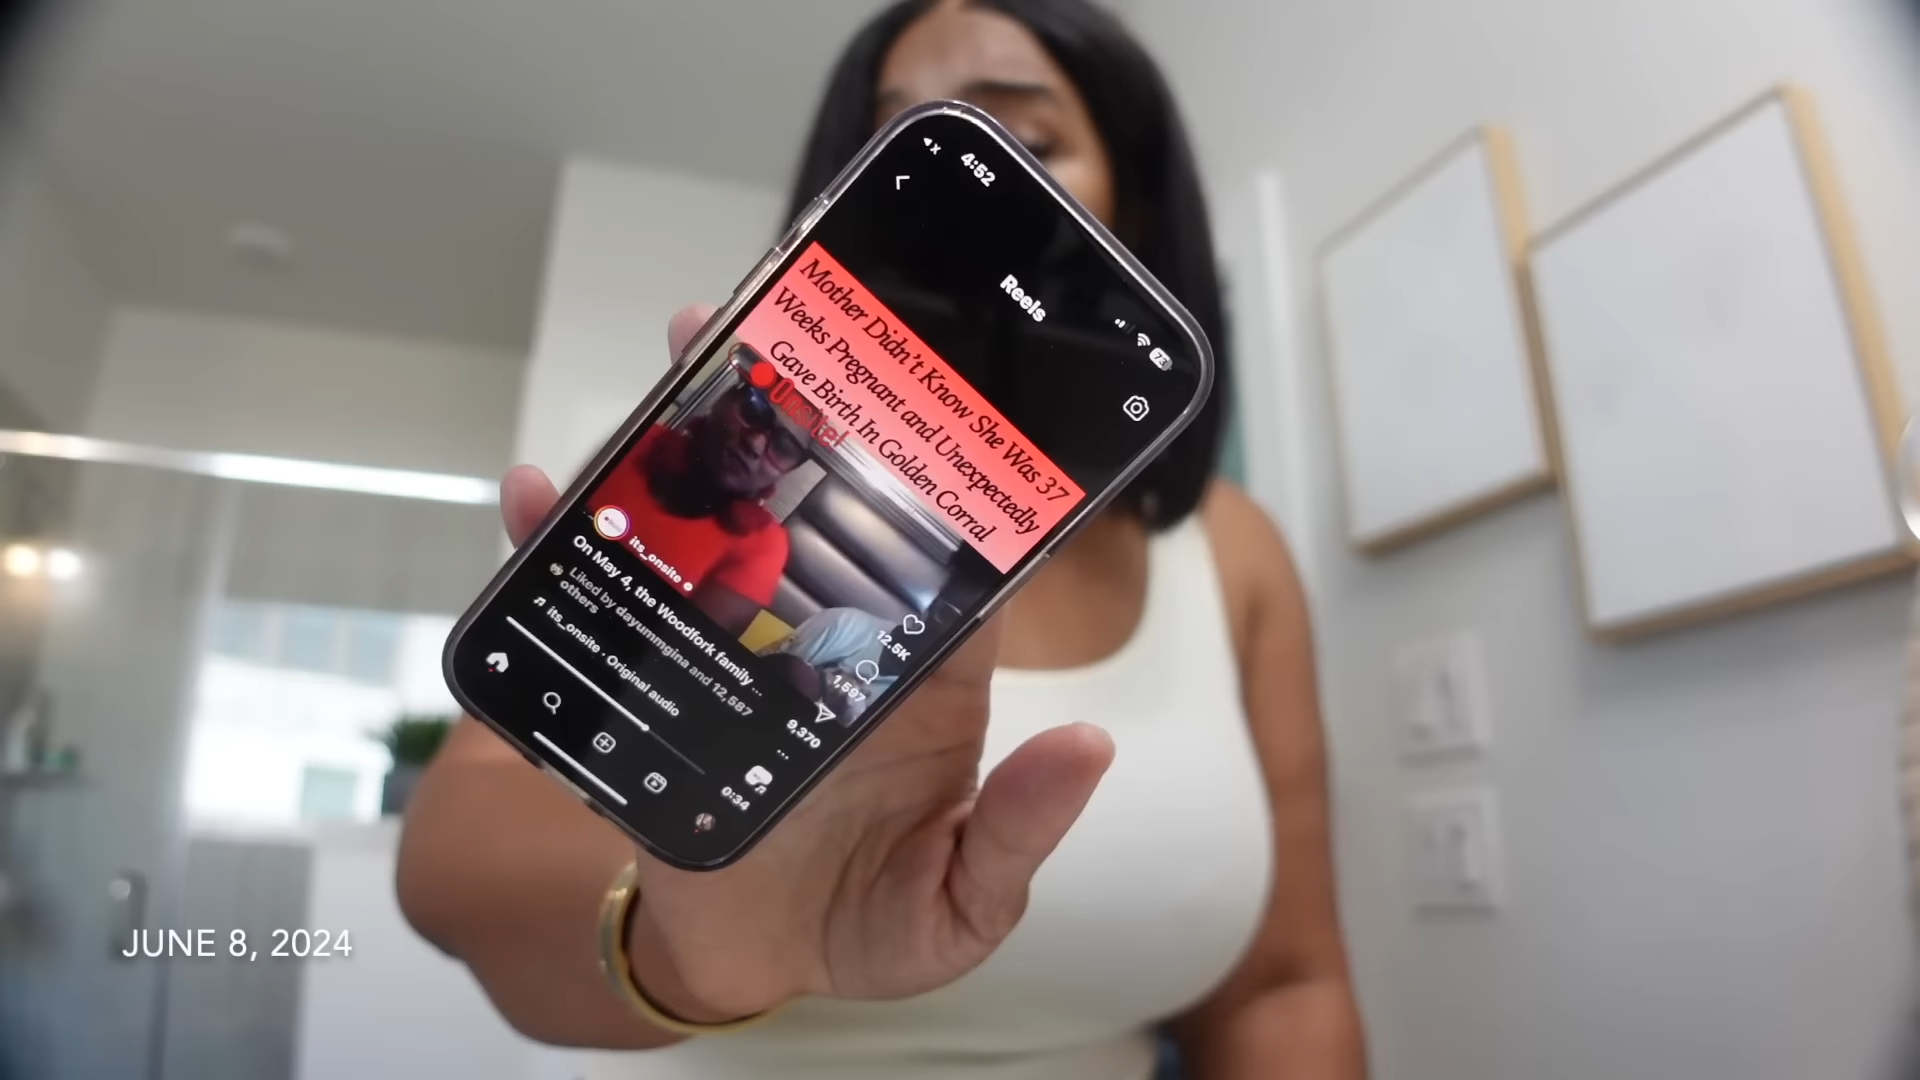 4:52
Reels
73
Mother Didn't Know She Was 37
Weeks Pregnant and Unexpectedly
Gave Birth In Golden Corral
Onsite!
its_onsite
On May 4, the Woodfork family ...
Liked by dayummgina and 12,587
others
its_onsite · Original audio
12.5K
1,597
9,370
0:34
JUNE 8, 2024